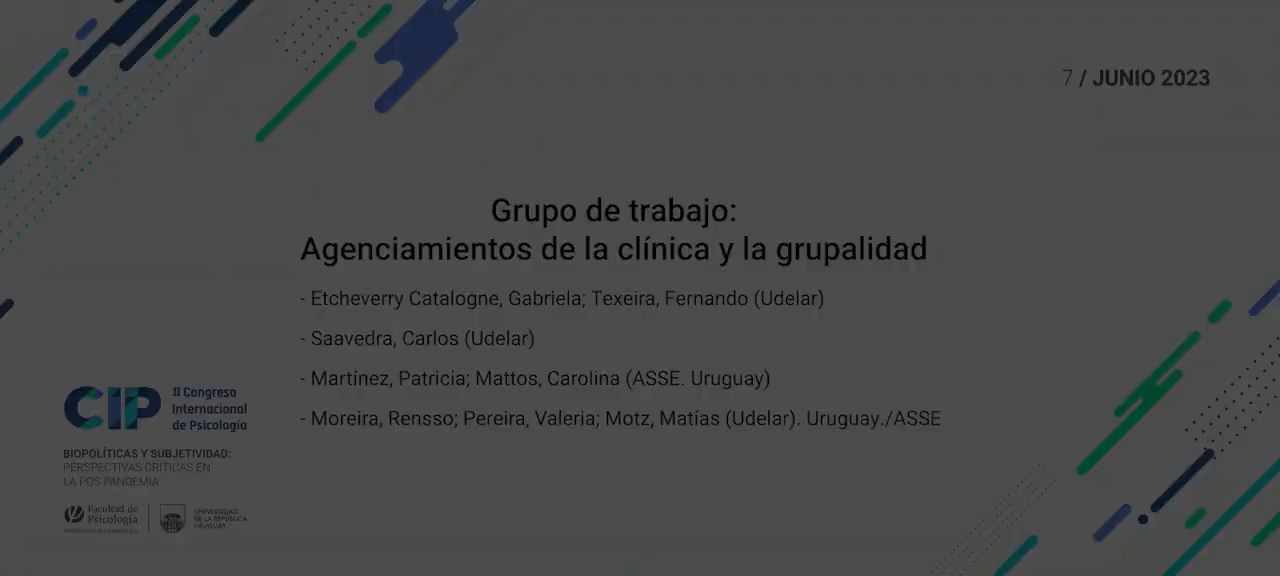 7 / JUNIO 2023
Grupo de trabajo:
Agenciamientos de la clínica y la grupalidad
- Etcheverry Catalogne, Gabriela; Texeira, Fernando (Udelar)
- Saavedra, Carlos (Udelar)
- Martínez, Patricia; Mattos, Carolina (ASSE. Uruguay)
- Moreira, Rensso; Pereira, Valeria; Motz, Matías (Udelar). Uruguay./ASSE
CIP
II Congreso
Internacional
de Psicología
BIOPOLÍTICAS Y SUBJETIVIDAD:
PERSPECTIVAS CRÍTICAS EN
LA POS PANDEMIA
Facultad de
Psicología
UNIVERSIDAD
DE LA REPÚBLICA
URUGUAY